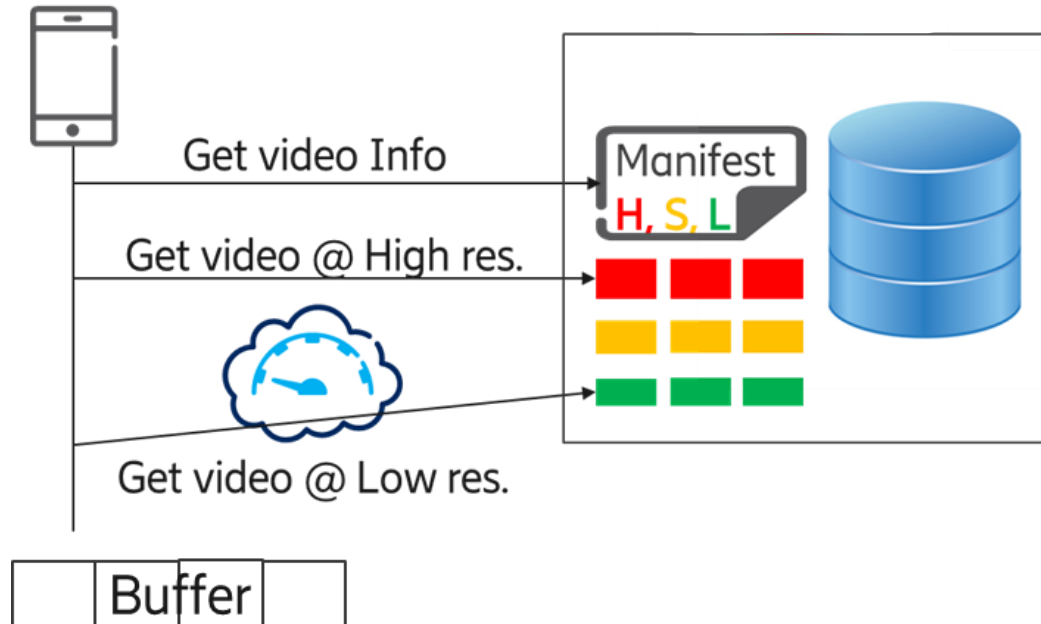 Get video Info
Manifest
H, S, L
Get video @ High res.
Get video @ Low res.
Buffer